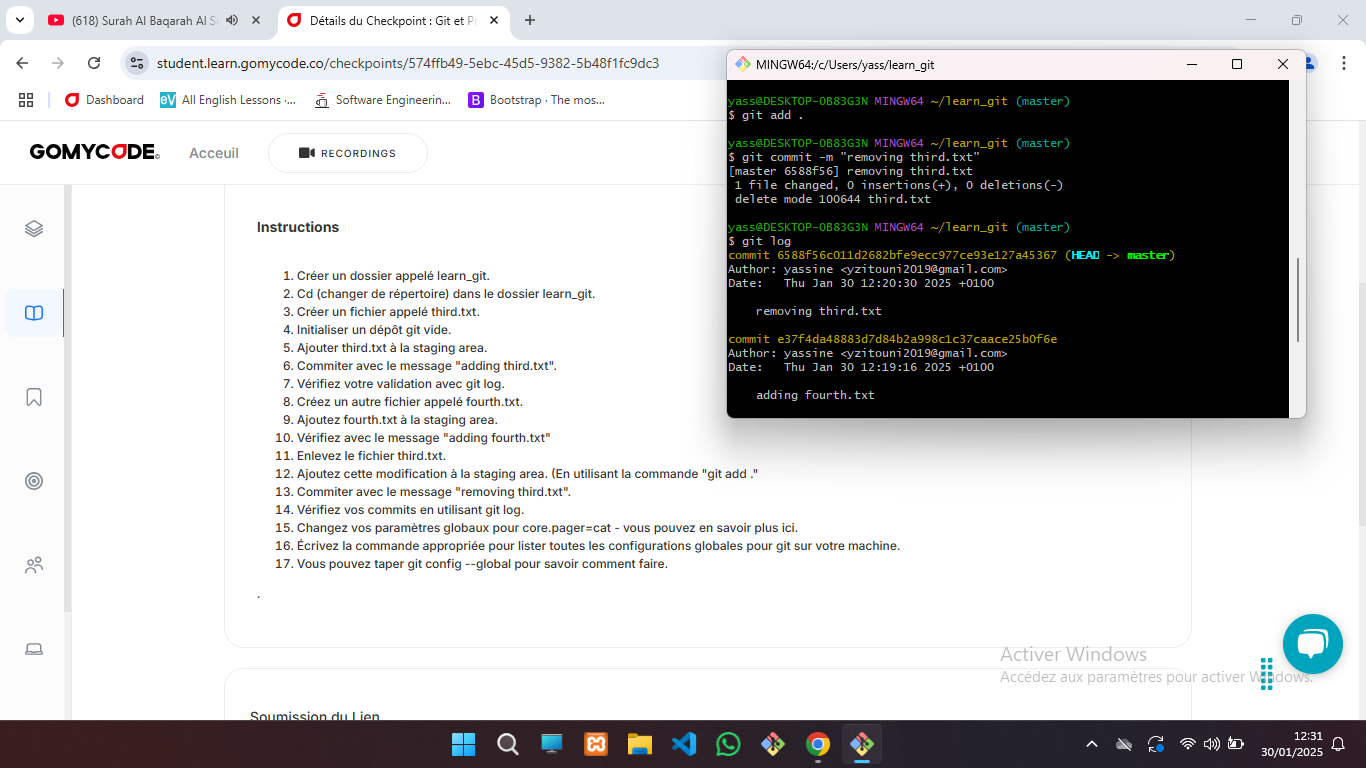 (618) Surah Al Baqarah Al S
Détails du Checkpoint : Git et P
student.learn.gomycode.co/checkpoints/574ffb49-5ebc-45d5-9382-5b48f1fc9dc3
Dashboard
All English Lessons -...
Software Engineerin...
Bootstrap · The mos...
GOMYCODE
Acceuil
RECORDINGS
Instructions
1. Créer un dossier appelé learn_git.
2. Cd (changer de répertoire) dans le dossier learn_git.
3. Créer un fichier appelé third.txt.
4. Initialiser un dépôt git vide.
5. Ajouter third.txt à la staging area.
6. Commiter avec le message "adding third.txt".
7. Vérifiez votre validation avec git log.
8. Créez un autre fichier appelé fourth.txt.
9. Ajoutez fourth.txt à la staging area.
10. Vérifiez avec le message "adding fourth.txt"
11. Enlevez le fichier third.txt.
12. Ajoutez cette modification à la staging area. (En utilisant la commande "git add ."
13. Commiter avec le message "removing third.txt".
14. Vérifiez vos commits en utilisant git log.
15. Changez vos paramètres globaux pour core.pager=cat - vous pouvez en savoir plus ici.
16. Écrivez la commande appropriée pour lister toutes les configurations globales pour git sur votre machine.
17. Vous pouvez taper git config --global pour savoir comment faire.
.
Soumission du Lien
MINGW64:/c/Users/yass/learn_git
yass@DESKTOP-OB83G3N MINGW64 ~/learn_git (master)
$ git add .
yass@DESKTOP-OB83G3N MINGW64 ~/learn_git (master)
$ git commit -m "removing third.txt"
[master 6588f56] removing third.txt
1 file changed, 0 insertions(+), 0 deletions(-)
delete mode 100644 third.txt
yass@DESKTOP-OB83G3N MINGW64 ~/learn_git (master)
$ git log
commit 6588f56c011d2682bfe9ecc977ce93e127a45367 (HEAD -> master)
Author: yassine <yzitouni2019@gmail.com>
Date:   Thu Jan 30 12:20:30 2025 +0100
removing third.txt
commit e37f4da48883d7d84b2a998c1c37caace25b0f6e
Author: yassine <yzitouni2019@gmail.com>
Date:   Thu Jan 30 12:19:16 2025 +0100
adding fourth.txt
Activer Windows
Accédez aux paramètres pour activer Windows.
12:31
30/01/2025